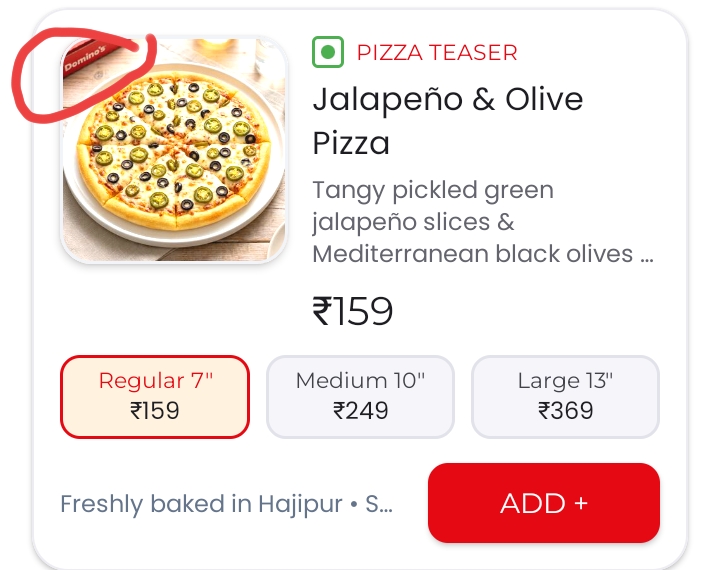 Domino's
PIZZA TEASER
Jalapeño & Olive
Pizza
Tangy pickled green
jalapeño slices &
Mediterranean black olives ...
₹159
Regular 7"
₹159
Medium 10"
₹249
Large 13"
₹369
Freshly baked in Hajipur • S...
ADD +